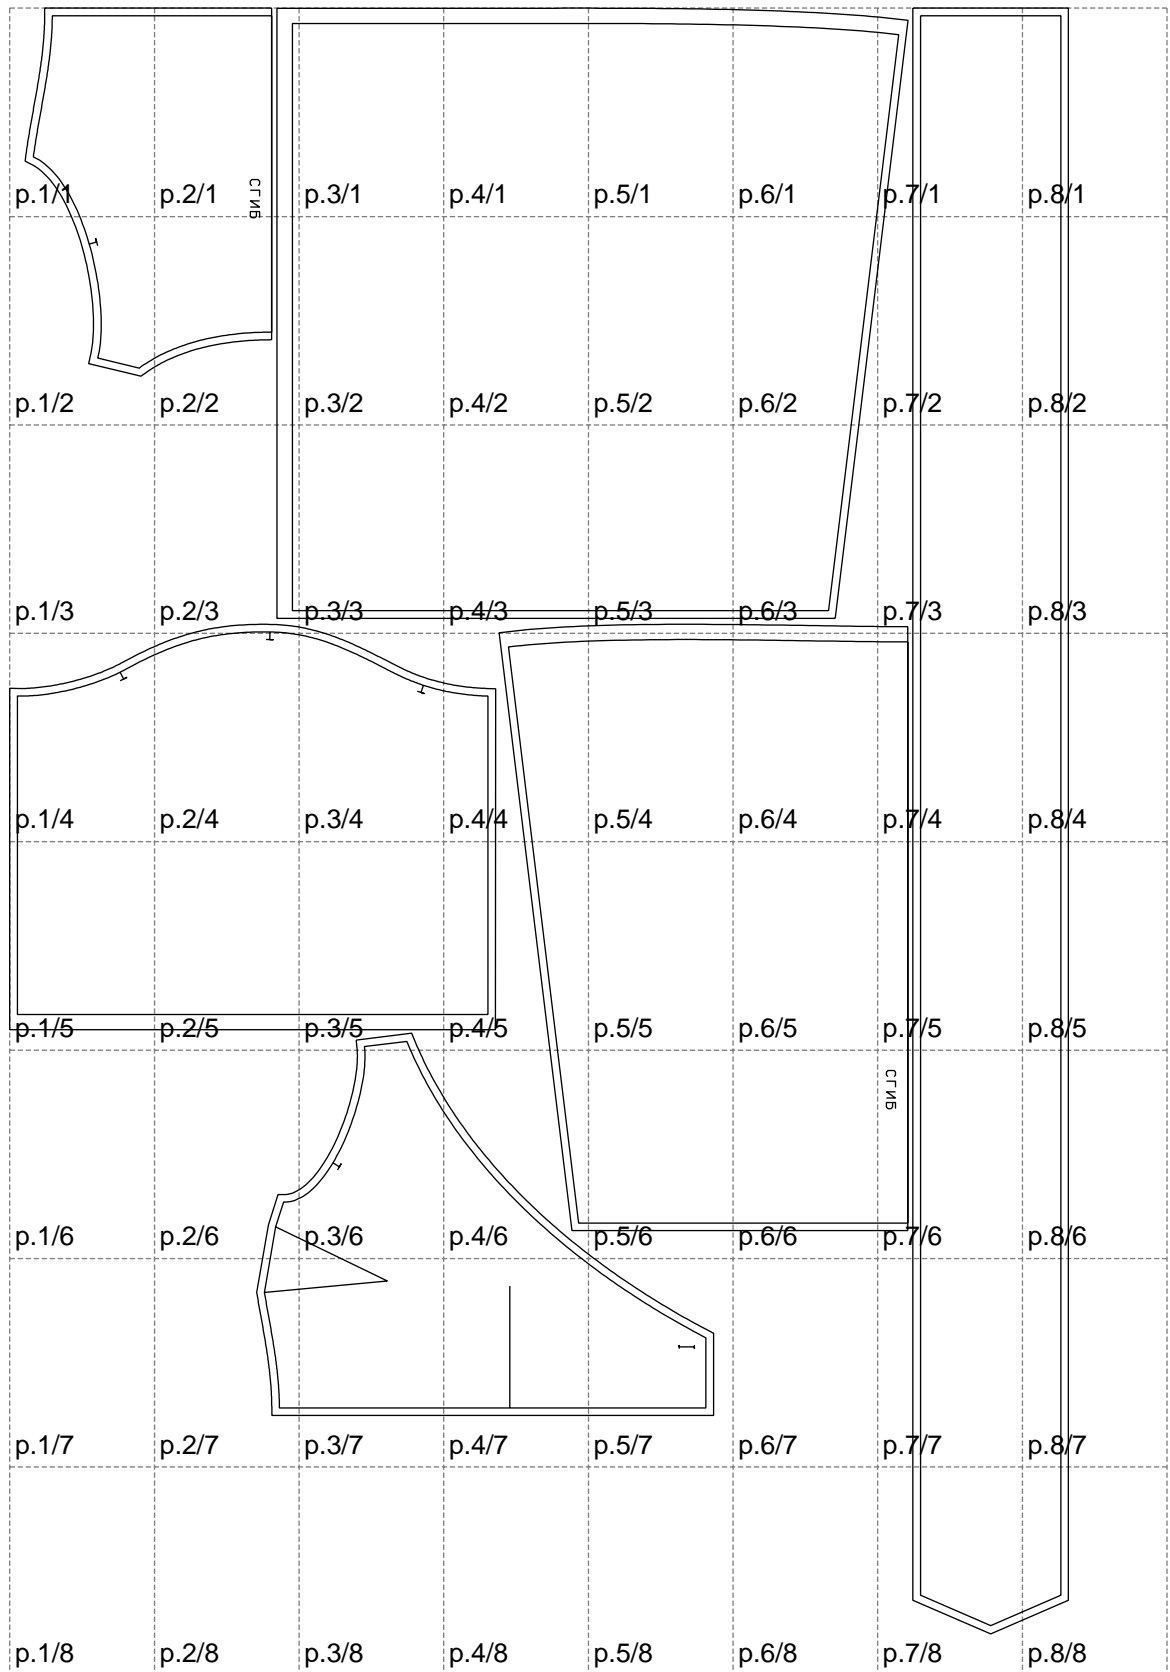 p.1/1 p.2/1 p.3/1 p.4/1 p.5/1 p.6/1 p.7/1 p.8/1
СГИБ
p.1/2 p.2/2 p.3/2 p.4/2 p.5/2 p.6/2 p.7/2 p.8/2
p.1/3 p.2/3 p.3/3 p.4/3 p.5/3 p.6/3 p.7/3 p.8/3
p.1/4 p.2/4 p.3/4 p.4/4 p.5/4 p.6/4 p.7/4 p.8/4
p.1/5 p.2/5 p.3/5 p.4/5 p.5/5 p.6/5 p.7/5 p.8/5
СГИБ
p.1/6 p.2/6 p.3/6 p.4/6 p.5/6 p.6/6 p.7/6 p.8/6
p.1/7 p.2/7 p.3/7 p.4/7 p.5/7 p.6/7 p.7/7 p.8/7
p.1/8 p.2/8 p.3/8 p.4/8 p.5/8 p.6/8 p.7/8 p.8/8